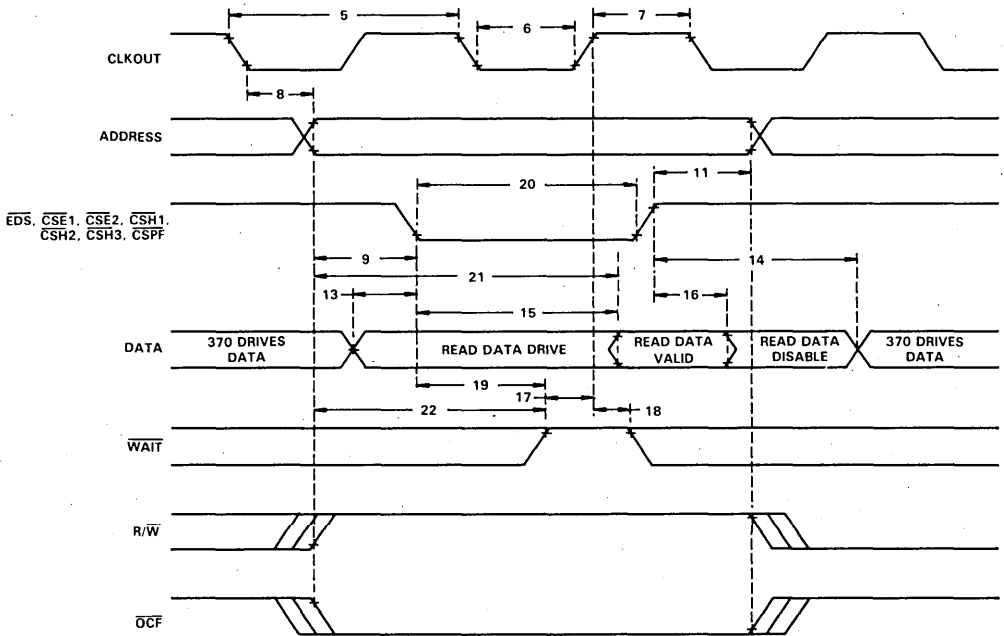 5
6
7
CLKOUT
8
ADDRESS
11
20
EDS, CSE1, CSE2, CSH1,
CSH2, CSH3, CSPF
9
14
21
13
16
15
DATA
370 DRIVES
DATA
READ DATA DRIVE
READ DATA
VALID
READ DATA
DISABLE
370 DRIVES
DATA
19
17
18
22
WAIT
R/W
OCF